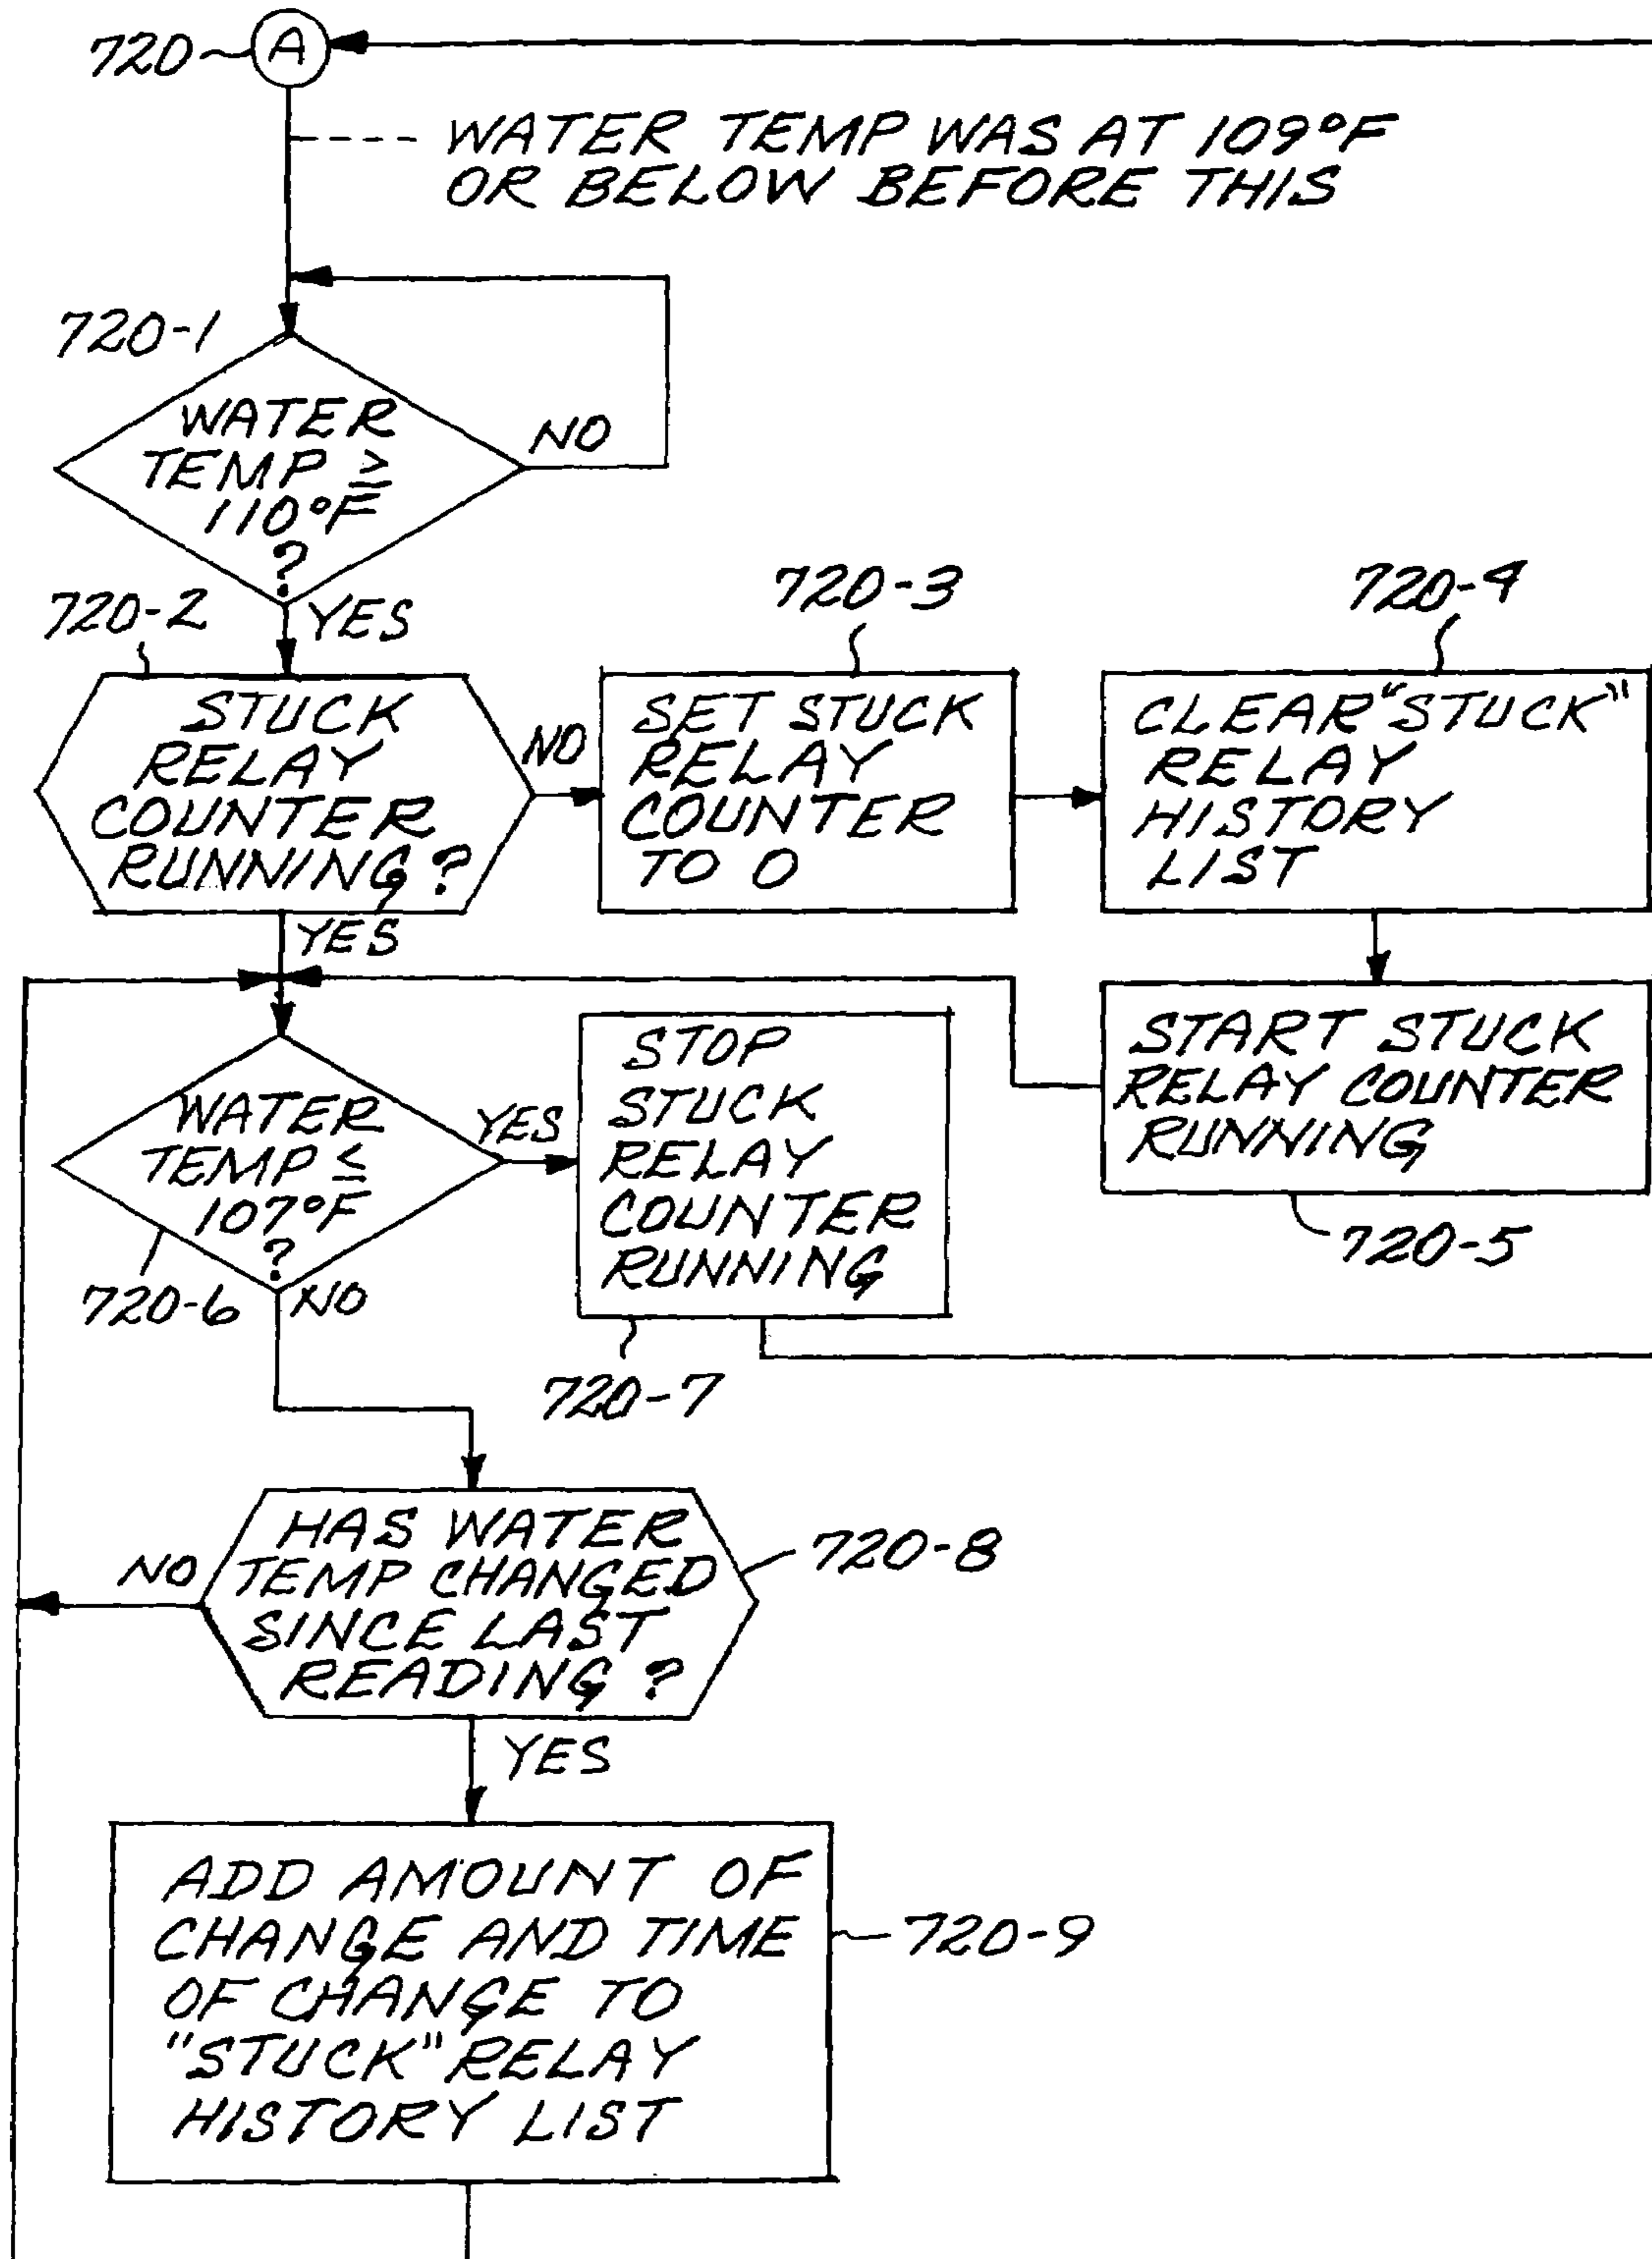 720
A
WATER TEMP WAS AT 109°F
OR BELOW BEFORE THIS
720-1
WATER
TEMP ≥
110°F
?
NO
YES
720-2
STUCK
RELAY
COUNTER
RUNNING?
NO
YES
720-3
SET STUCK
RELAY
COUNTER
TO 0
720-4
CLEAR "STUCK"
RELAY
HISTORY
LIST
START STUCK
RELAY COUNTER
RUNNING
720-5
WATER
TEMP ≤
107°F
?
720-6
YES
NO
STOP
STUCK
RELAY
COUNTER
RUNNING
720-7
HAS WATER
TEMP CHANGED
SINCE LAST
READING?
720-8
NO
YES
ADD AMOUNT OF
CHANGE AND TIME
OF CHANGE TO
"STUCK" RELAY
HISTORY LIST
720-9